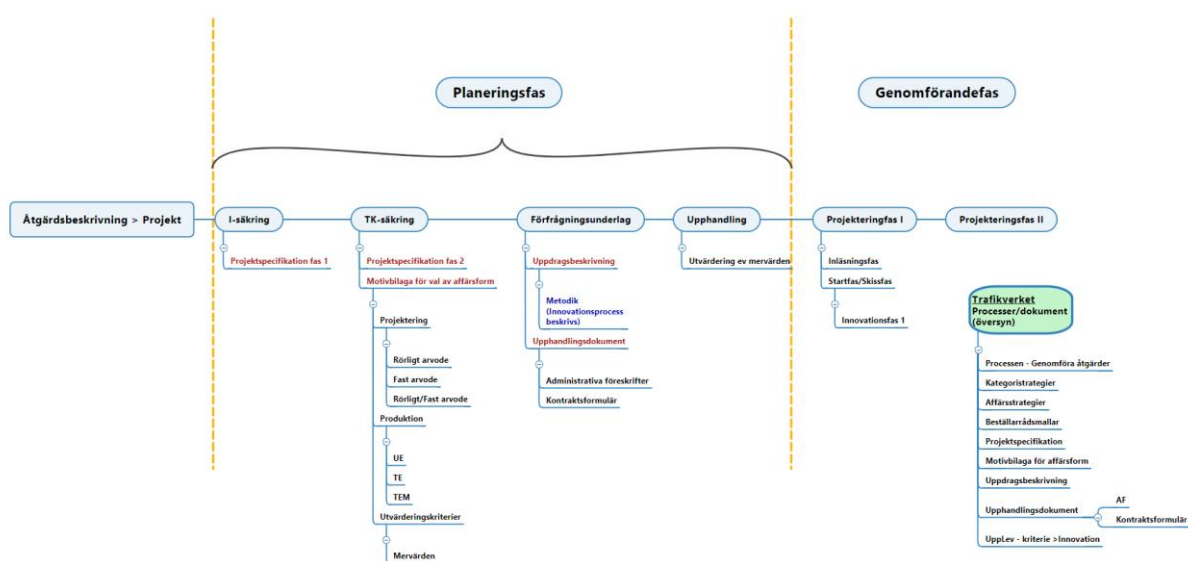 Planeringsfas
Genomförandefas
Åtgärdsbeskrivning > Projekt
I-säkring
TK-säkring
Förfrågningsunderlag
Upphandling
Projekteringfas I
Projekteringsfas II
Projektspecifikation fas 1
Projektspecifikation fas 2
Motivbilaga för val av affärsform
Projektering
Rörligt arvode
Fast arvode
Rörligt/Fast arvode
Produktion
UE
TE
TEM
Utvärderingskriterier
Mervärden
Uppdragsbeskrivning
Metodik
(Innovationsprocess
beskrivs)
Upphandlingsdokument
Administrativa föreskrifter
Kontraktsformulär
Utvärdering ev mervärden
Inläsningsfas
Startfas/Skissfas
Innovationsfas 1
Trafikverket
Processer/dokument
(översyn)
Processen - Genomföra åtgärder
Kategoristrategier
Affärsstrategier
Beställarrådsmallar
Projektspecifikation
Motivbilaga för affärsform
Uppdragsbeskrivning
Upphandlingsdokument
AF
Kontraktsformulär
UppLev - kriterie >Innovation